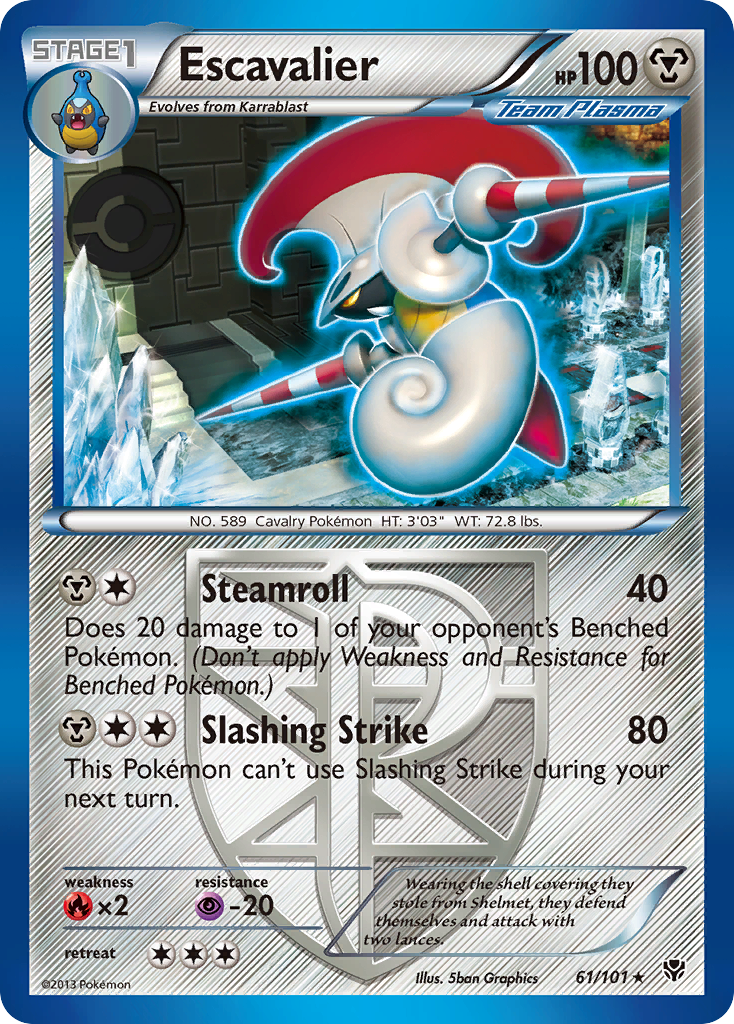 STAGE1
Escavalier
HP100
Evolves from Karrablast
Team Plasma
NO. 589 Cavalry Pokémon HT: 3'03" WT: 72.8 lbs.
Steamroll 40
Does 20 damage to 1 of your opponent's Benched
Pokémon. (Don't apply Weakness and Resistance for
Benched Pokémon.)
Slashing Strike 80
This Pokémon can't use Slashing Strike during your
next turn.
weakness resistance
×2 -20
retreat
Wearing the shell covering they
stole from Shelmet, they defend
themselves and attack with
two lances.
©2013 Pokémon
Illus. 5ban Graphics
61/101 ★